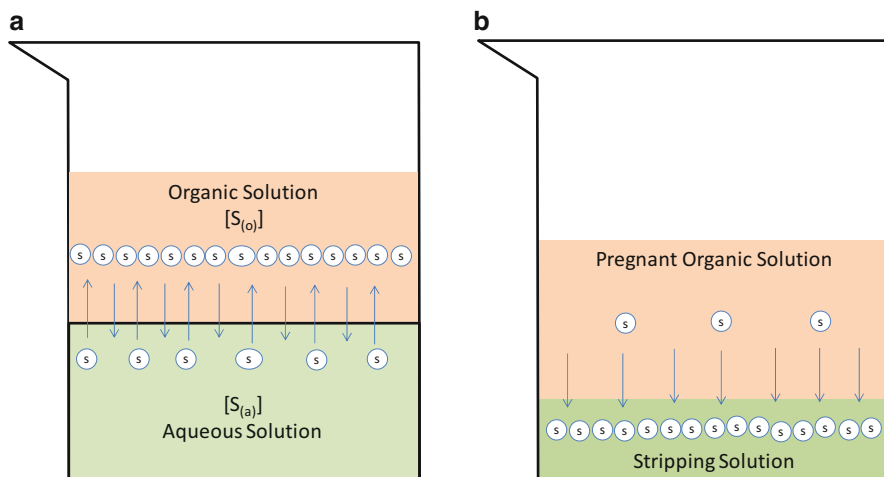 a
Organic Solution
[S(o)]
s s s s s s s s s s s s s s s
s s s s s s
[S(a)]
Aqueous Solution
b
Pregnant Organic Solution
s s s
s s s s s s s s s s s s s s s
Stripping Solution